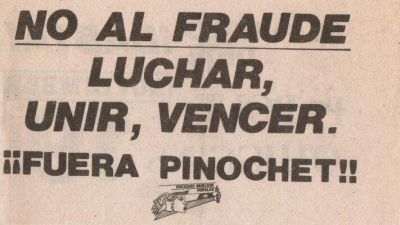 NO AL FRAUDE
LUCHAR,
UNIR, VENCER.
¡¡FUERA PINOCHET!!